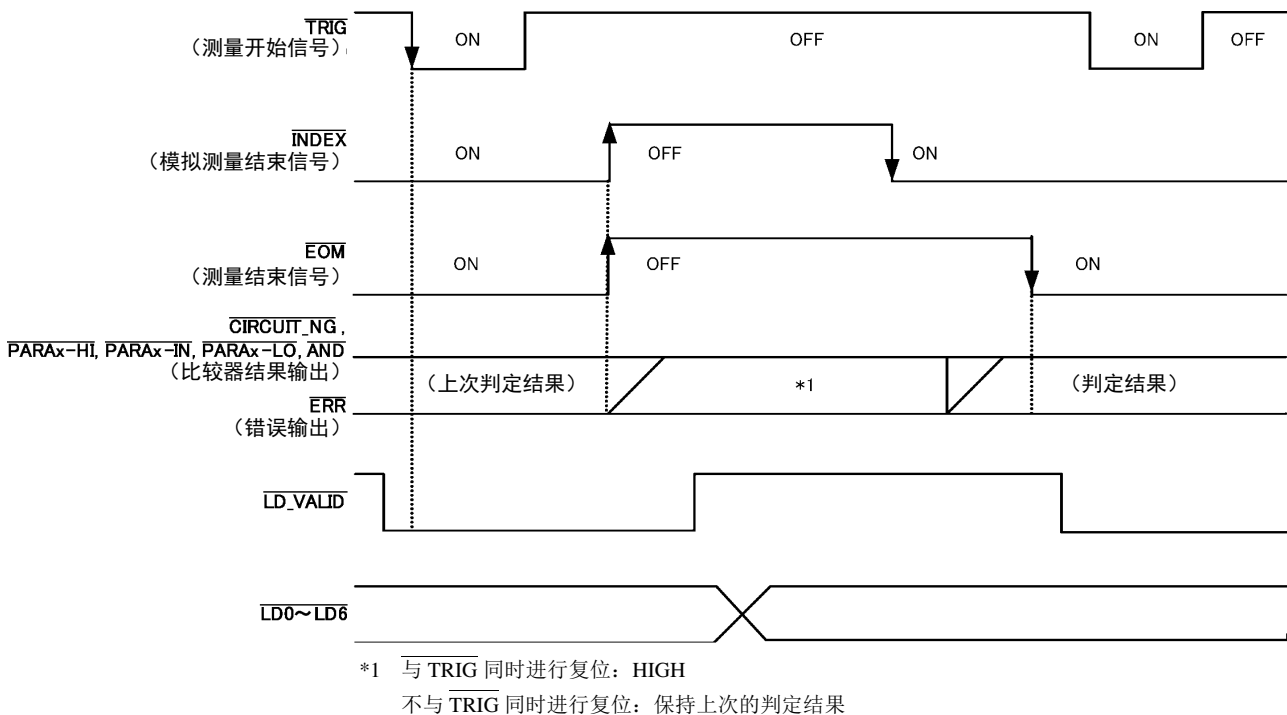 TRIG
（测量开始信号）
ON OFF ON OFF
INDEX
（模拟测量结束信号）
ON OFF ON
EOM
（测量结束信号）
ON OFF ON
CIRCUIT_NG ,
PARAx-HI, PARAx-IN, PARAx-LO, AND
（比较器结果输出）
（上次判定结果） *1 （判定结果）
ERR
（错误输出）
LD_VALID
LD0～LD6
*1 与 TRIG 同时进行复位：HIGH
不与 TRIG 同时进行复位：保持上次的判定结果